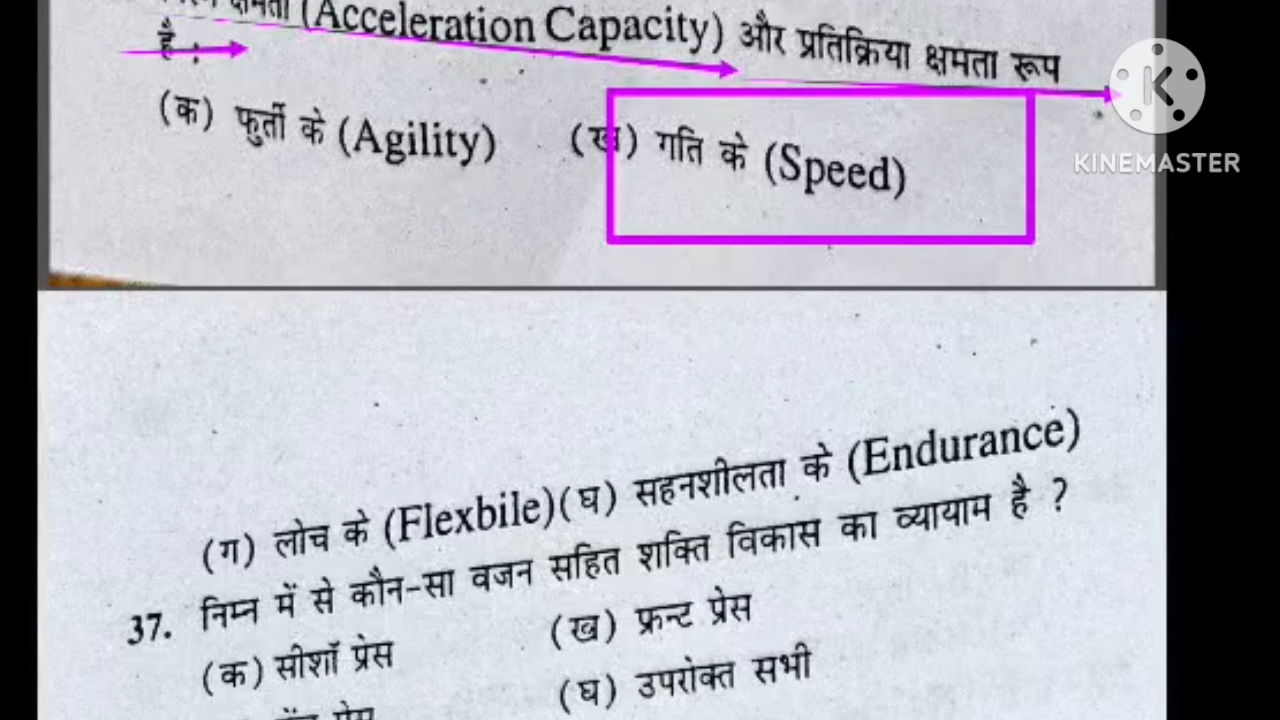 क्षमता (Acceleration Capacity) और प्रतिक्रिया क्षमता रूप
है :
(क) फुर्ती के (Agility) (ख) गति के (Speed)
K
KINEMASTER
(ग) लोच के (Flexbile) (घ) सहनशीलता के (Endurance)
37. निम्न में से कौन-सा वजन सहित शक्ति विकास का व्यायाम है ?
(क) सीशॉ प्रेस (ख) फ्रन्ट प्रेस
(घ) उपरोक्त सभी